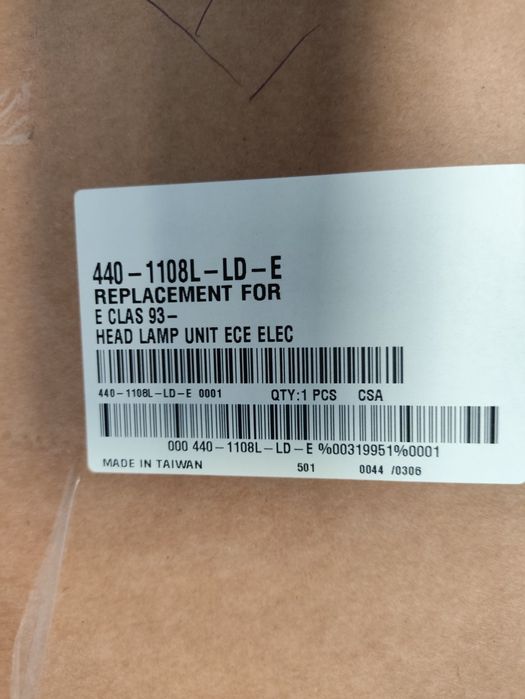 440-1108L-LD-E
REPLACEMENT FOR
E CLAS 93-
HEAD LAMP UNIT ECE ELEC
440-1108L-LD-E 0001 QTY:1 PCS CSA
000 440-1108L-LD-E %00319951%0001
MADE IN TAIWAN 501 0044 /0306